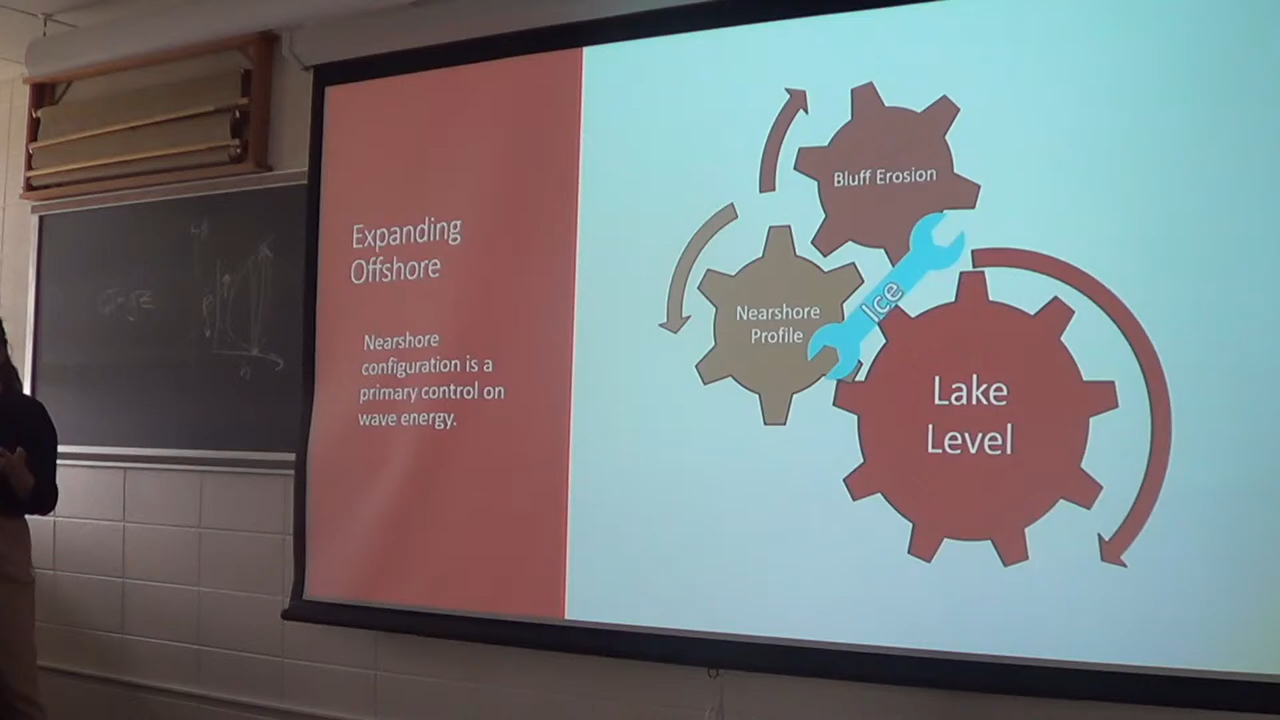 Expanding
Offshore
Nearshore
configuration is a
primary control on
wave energy.
Bluff Erosion
Ice
Nearshore
Profile
Lake
Level